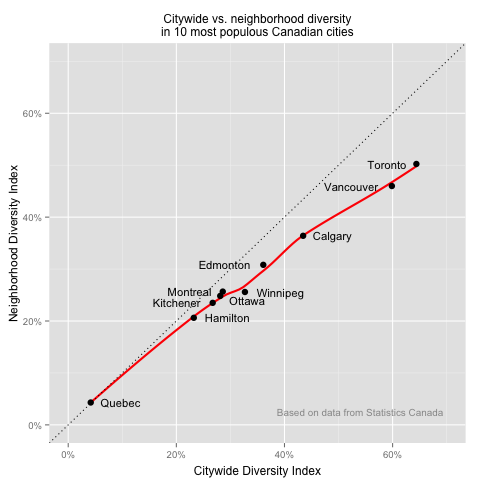 Citywide vs. neighborhood diversity
in 10 most populous Canadian cities
Neighborhood Diversity Index
60%
40%
20%
0%
Toronto
Vancouver
Calgary
Edmonton
Montreal
Winnipeg
Kitchener
Ottawa
Hamilton
Quebec
Based on data from Statistics Canada
0%
20%
40%
60%
Citywide Diversity Index